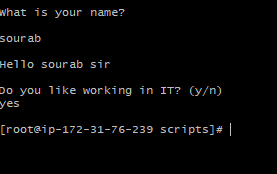 What is your name?
sourab
Hello sourab sir
Do you like working in IT? (y/n)
yes
[root@ip-172-31-76-239 scripts]#